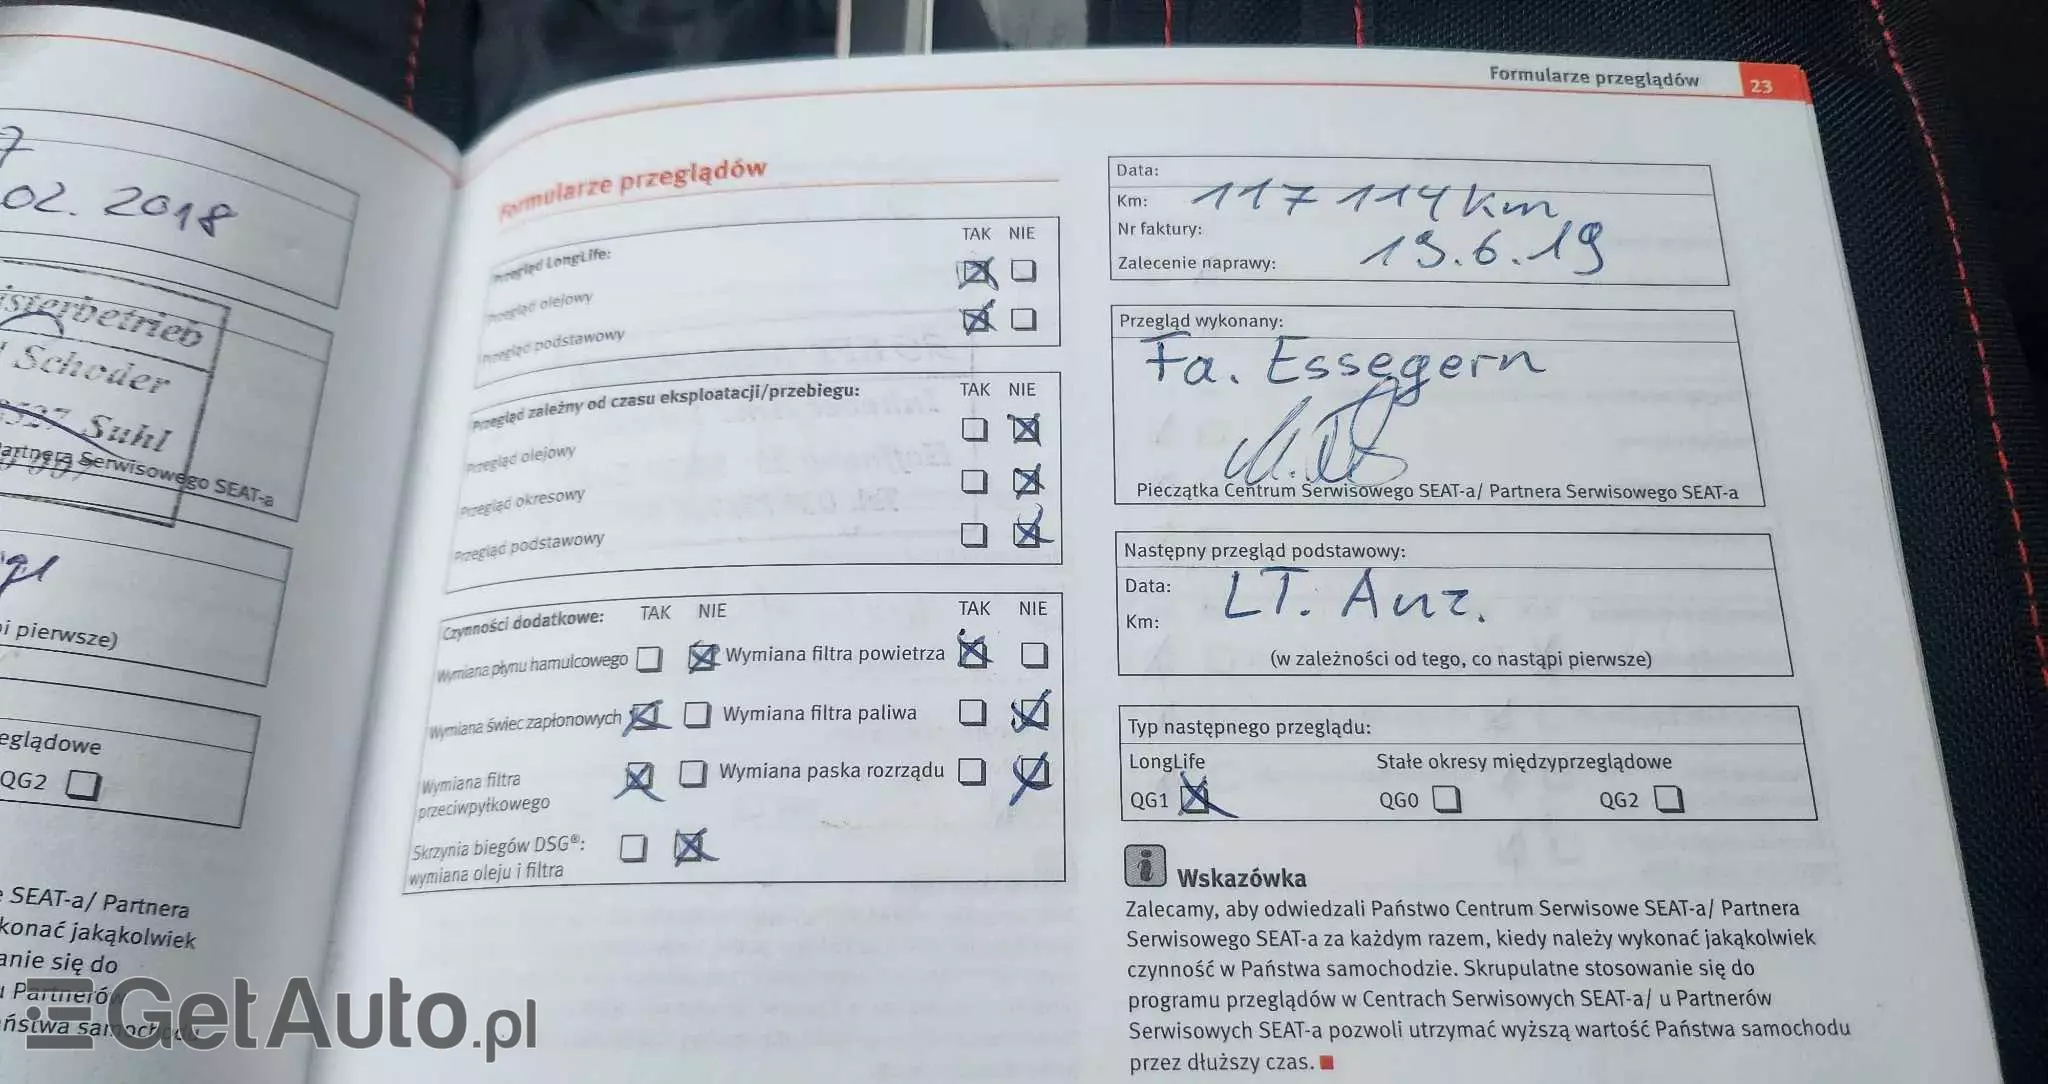 7
02. 2018
isterbetrieb
Schoder
Suhl
Partnera Serwisowego SEAT-a
i pierwsze)
eglądowe
QG2
SEAT-a/ Partnera
konać jakąkolwiek
anie się do
u Partnerów
ństwa samochodu
Formularze przeglądów 23
Formularze przeglądów
Przegląd LongLife: TAK NIE
Przegląd olejowy
Przegląd podstawowy
Przegląd zależny od czasu eksploatacji/przebiegu: TAK NIE
Przegląd olejowy
Przegląd okresowy
Przegląd podstawowy
Czynności dodatkowe: TAK NIE TAK NIE
Wymiana płynu hamulcowego Wymiana filtra powietrza
Wymiana świec zapłonowych Wymiana filtra paliwa
Wymiana filtra
przeciwpyłkowego Wymiana paska rozrządu
Skrzynia biegów DSG®:
wymiana oleju i filtra
Data:
Km: 117 114 Km
Nr faktury:
Zalecenie naprawy: 19.6.19
Przegląd wykonany:
Fa. Essegern
Pieczątka Centrum Serwisowego SEAT-a/ Partnera Serwisowego SEAT-a
Następny przegląd podstawowy:
Data: LT. Anz.
Km:
(w zależności od tego, co nastąpi pierwsze)
Typ następnego przeglądu:
LongLife Stałe okresy międzyprzeglądowe
QG1 QG0 QG2
Wskazówka
Zalecamy, aby odwiedzali Państwo Centrum Serwisowe SEAT-a/ Partnera
Serwisowego SEAT-a za każdym razem, kiedy należy wykonać jakąkolwiek
czynność w Państwa samochodzie. Skrupulatne stosowanie się do
programu przeglądów w Centrach Serwisowych SEAT-a/ u Partnerów
Serwisowych SEAT-a pozwoli utrzymać wyższą wartość Państwa samochodu
przez dłuższy czas.
GetAuto.pl